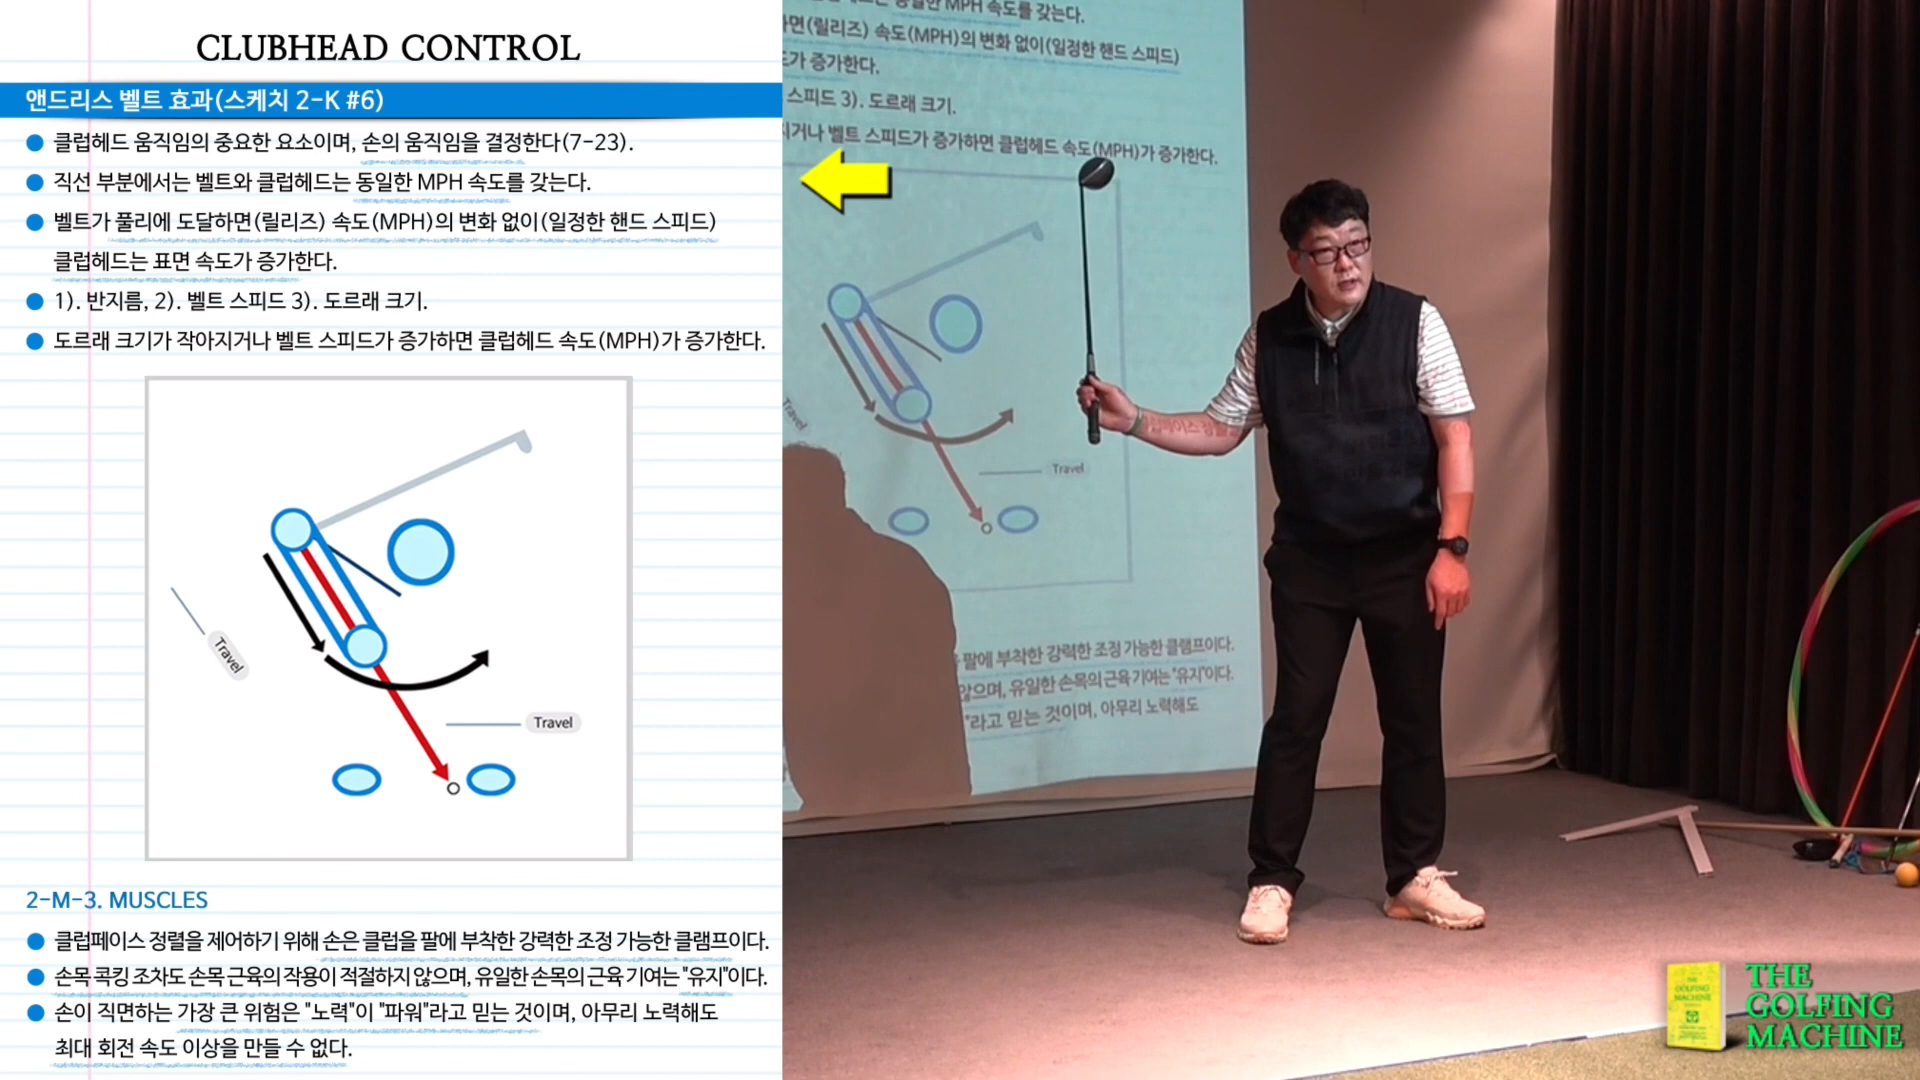 CLUBHEAD CONTROL
앤드리스 벨트 효과(스케치 2-K #6)
클럽헤드 움직임의 중요한 요소이며, 손의 움직임을 결정한다(7-23).
직선 부분에서는 벨트와 클럽헤드는 동일한 MPH 속도를 갖는다.
벨트가 풀리에 도달하면(릴리즈) 속도(MPH)의 변화 없이(일정한 핸드 스피드)
클럽헤드는 표면 속도가 증가한다.
1). 반지름, 2). 벨트 스피드 3). 도르래 크기.
도르래 크기가 작아지거나 벨트 스피드가 증가하면 클럽헤드 속도(MPH)가 증가한다.
Travel
Travel
2-M-3. MUSCLES
클럽페이스 정렬을 제어하기 위해 손은 클럽을 팔에 부착한 강력한 조정 가능한 클램프이다.
손목 콕킹 조차도 손목 근육의 작용이 적절하지 않으며, 유일한 손목의 근육 기여는 "유지"이다.
손이 직면하는 가장 큰 위험은 "노력"이 "파워"라고 믿는 것이며, 아무리 노력해도
최대 회전 속도 이상을 만들 수 없다.
동일한 MPH 속도를 갖는다.
(릴리즈) 속도(MPH)의 변화 없이(일정한 핸드 스피드)
증가한다.
스피드 3). 도르래 크기.
벨트 스피드가 증가하면 클럽헤드 속도(MPH)가 증가한다.
Travel
Travel
팔에 부착한 강력한 조정 가능한 클램프이다.
않으며, 유일한 손목의 근육 기여는 "유지"이다.
"라고 믿는 것이며, 아무리 노력해도
THE
GOLFING
MACHINE
THE
GOLFING
MACHINE